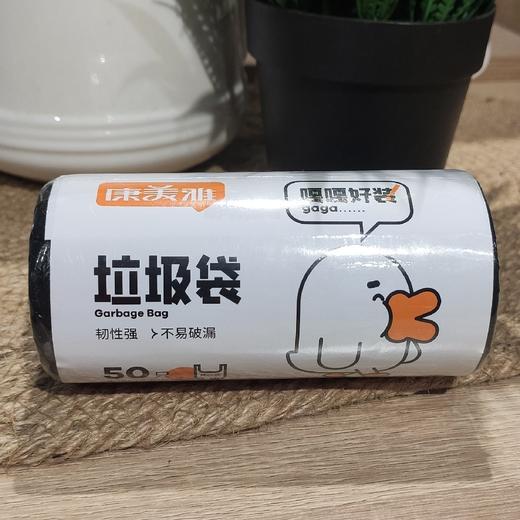 康美雅
嘎嘎好装
gaga......
垃圾袋
Garbage Bag
韧性强 >不易破漏
50